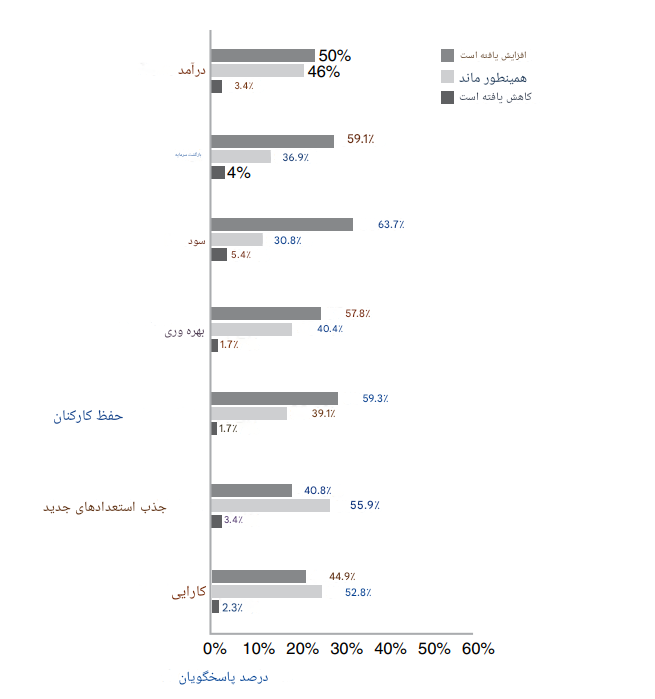 افزایش یافته است
همینطور ماند
کاهش یافته است
درآمد
50%
46%
3.4٪
بازگشت سرمایه
59.1٪
36.9٪
4%
سود
63.7٪
30.8٪
5.4٪
بهره وری
57.8٪
40.4٪
1.7٪
حفظ کارکنان
59.3٪
39.1٪
1.7٪
جذب استعدادهای جدید
40.8٪
55.9٪
3.4٪
کارایی
44.9٪
52.8٪
2.3٪
0% 10% 20% 30% 40% 50% 60%
درصد پاسخگویان